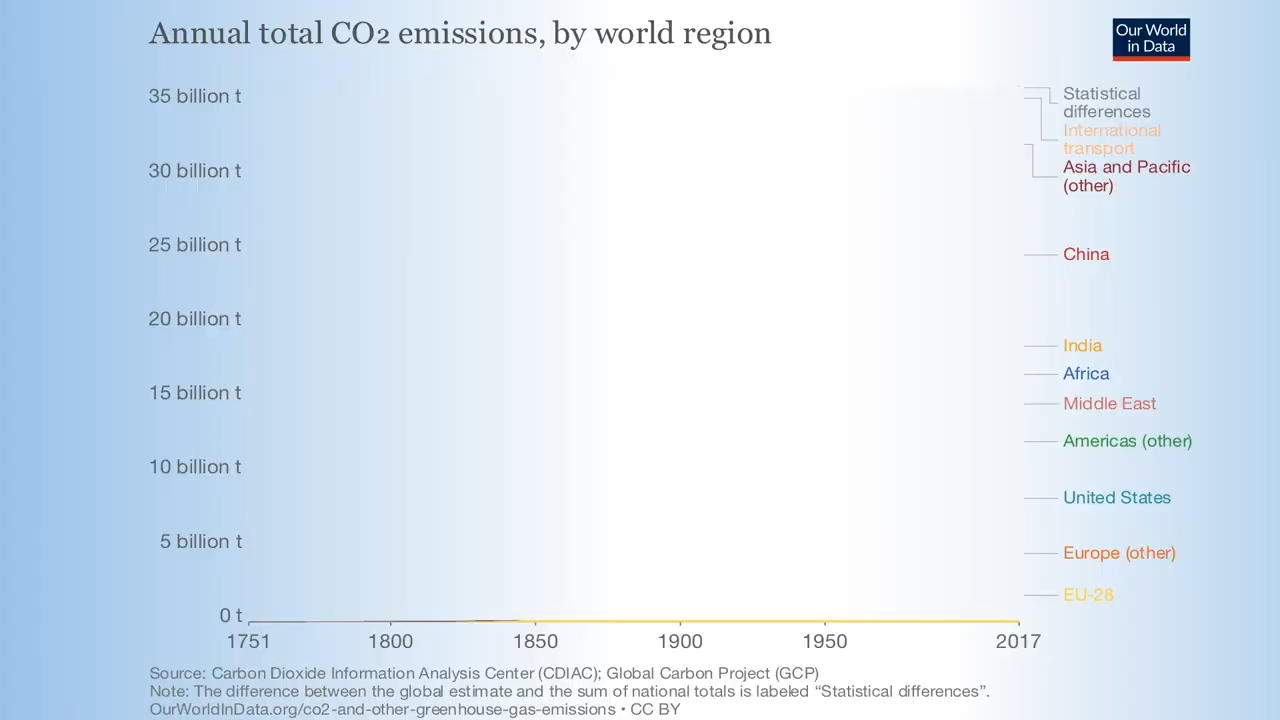 Annual total CO2 emissions, by world region
Our World
in Data
35 billion t
30 billion t
25 billion t
20 billion t
15 billion t
10 billion t
5 billion t
0 t
1751
1800
1850
1900
1950
2017
Statistical
differences
International
transport
Asia and Pacific
(other)
China
India
Africa
Middle East
Americas (other)
United States
Europe (other)
EU-28
Source: Carbon Dioxide Information Analysis Center (CDIAC); Global Carbon Project (GCP)
Note: The difference between the global estimate and the sum of national totals is labeled “Statistical differences”.
OurWorldInData.org/co2-and-other-greenhouse-gas-emissions • CC BY